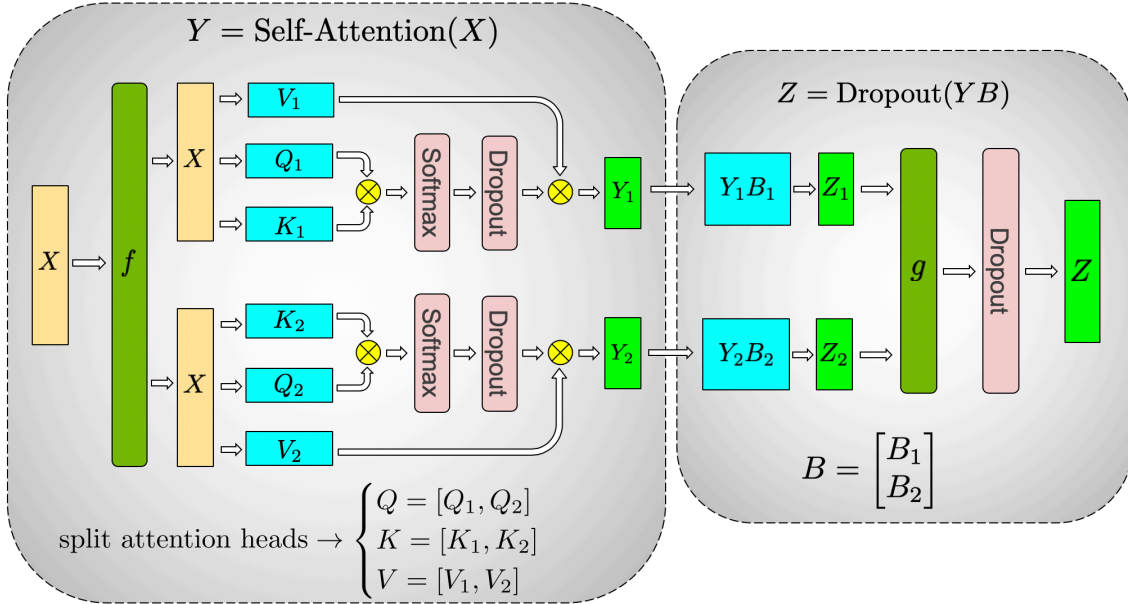 Y = Self-Attention(X)
X
f
X
V₁
Q₁
K₁
Softmax
Dropout
Y₁
X
K₂
Q₂
V₂
Softmax
Dropout
Y₂
split attention heads → { Q = [Q₁, Q₂]
K = [K₁, K₂]
V = [V₁, V₂]
Z = Dropout(YB)
Y₁B₁
Z₁
Y₂B₂
Z₂
g
Dropout
Z
B = [B₁
B₂]